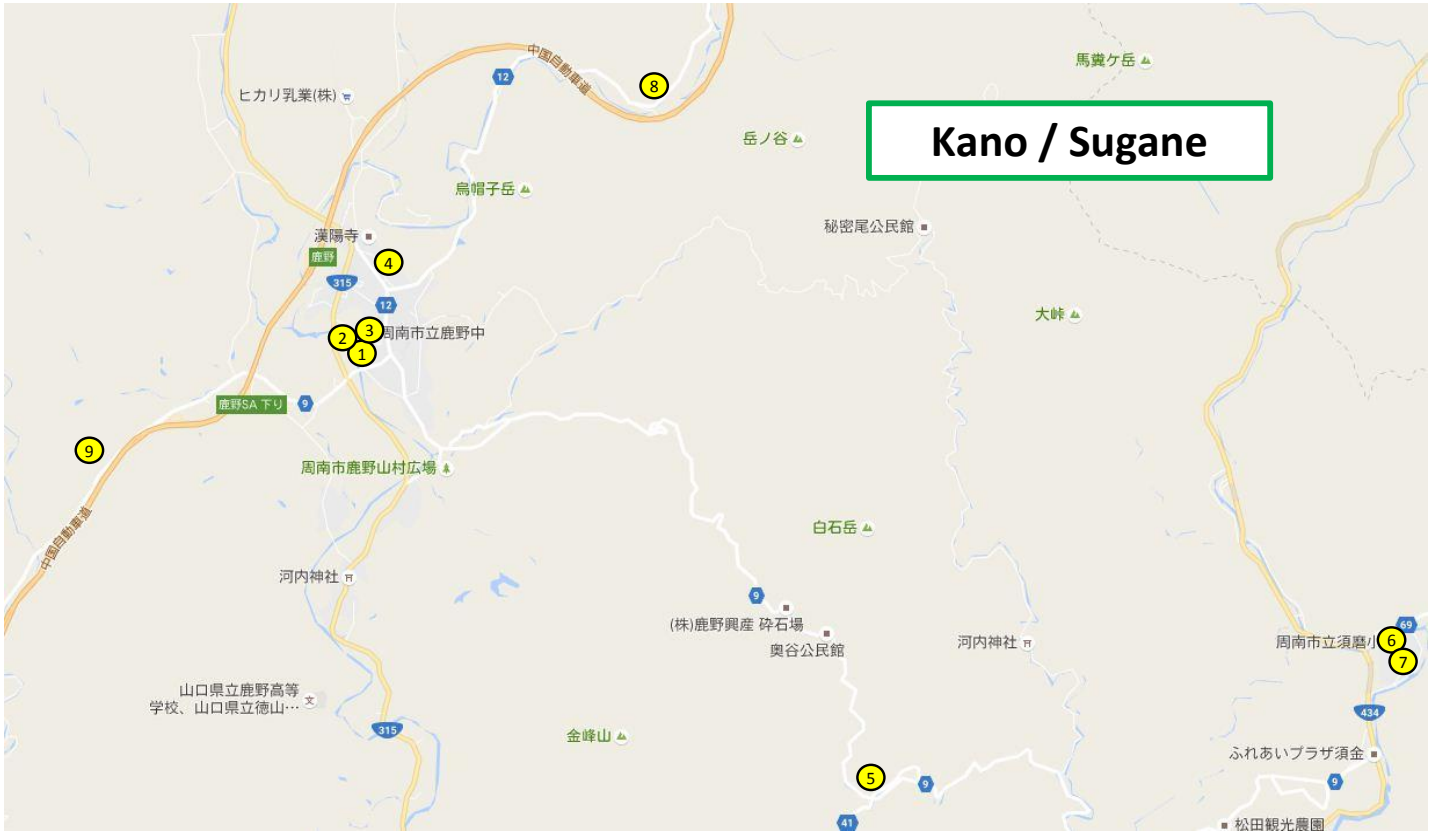 中国自動車道
12
8
馬糞ケ岳
ヒカリ乳業(株)
岳ノ谷
Kano / Sugane
烏帽子岳
漢陽寺
秘密尾公民館
鹿野
4
315
12
大峠
2
3
周南市立鹿野中
1
鹿野SA 下り
9
9
周南市鹿野山村広場
中国自動車道
白石岳
河内神社
9
(株)鹿野興産 砕石場
奥谷公民館
河内神社
69
周南市立須磨小
6
7
山口県立鹿野高等
学校、山口県立徳山…
315
434
金峰山
ふれあいプラザ須金
5
9
9
41
松田観光農園